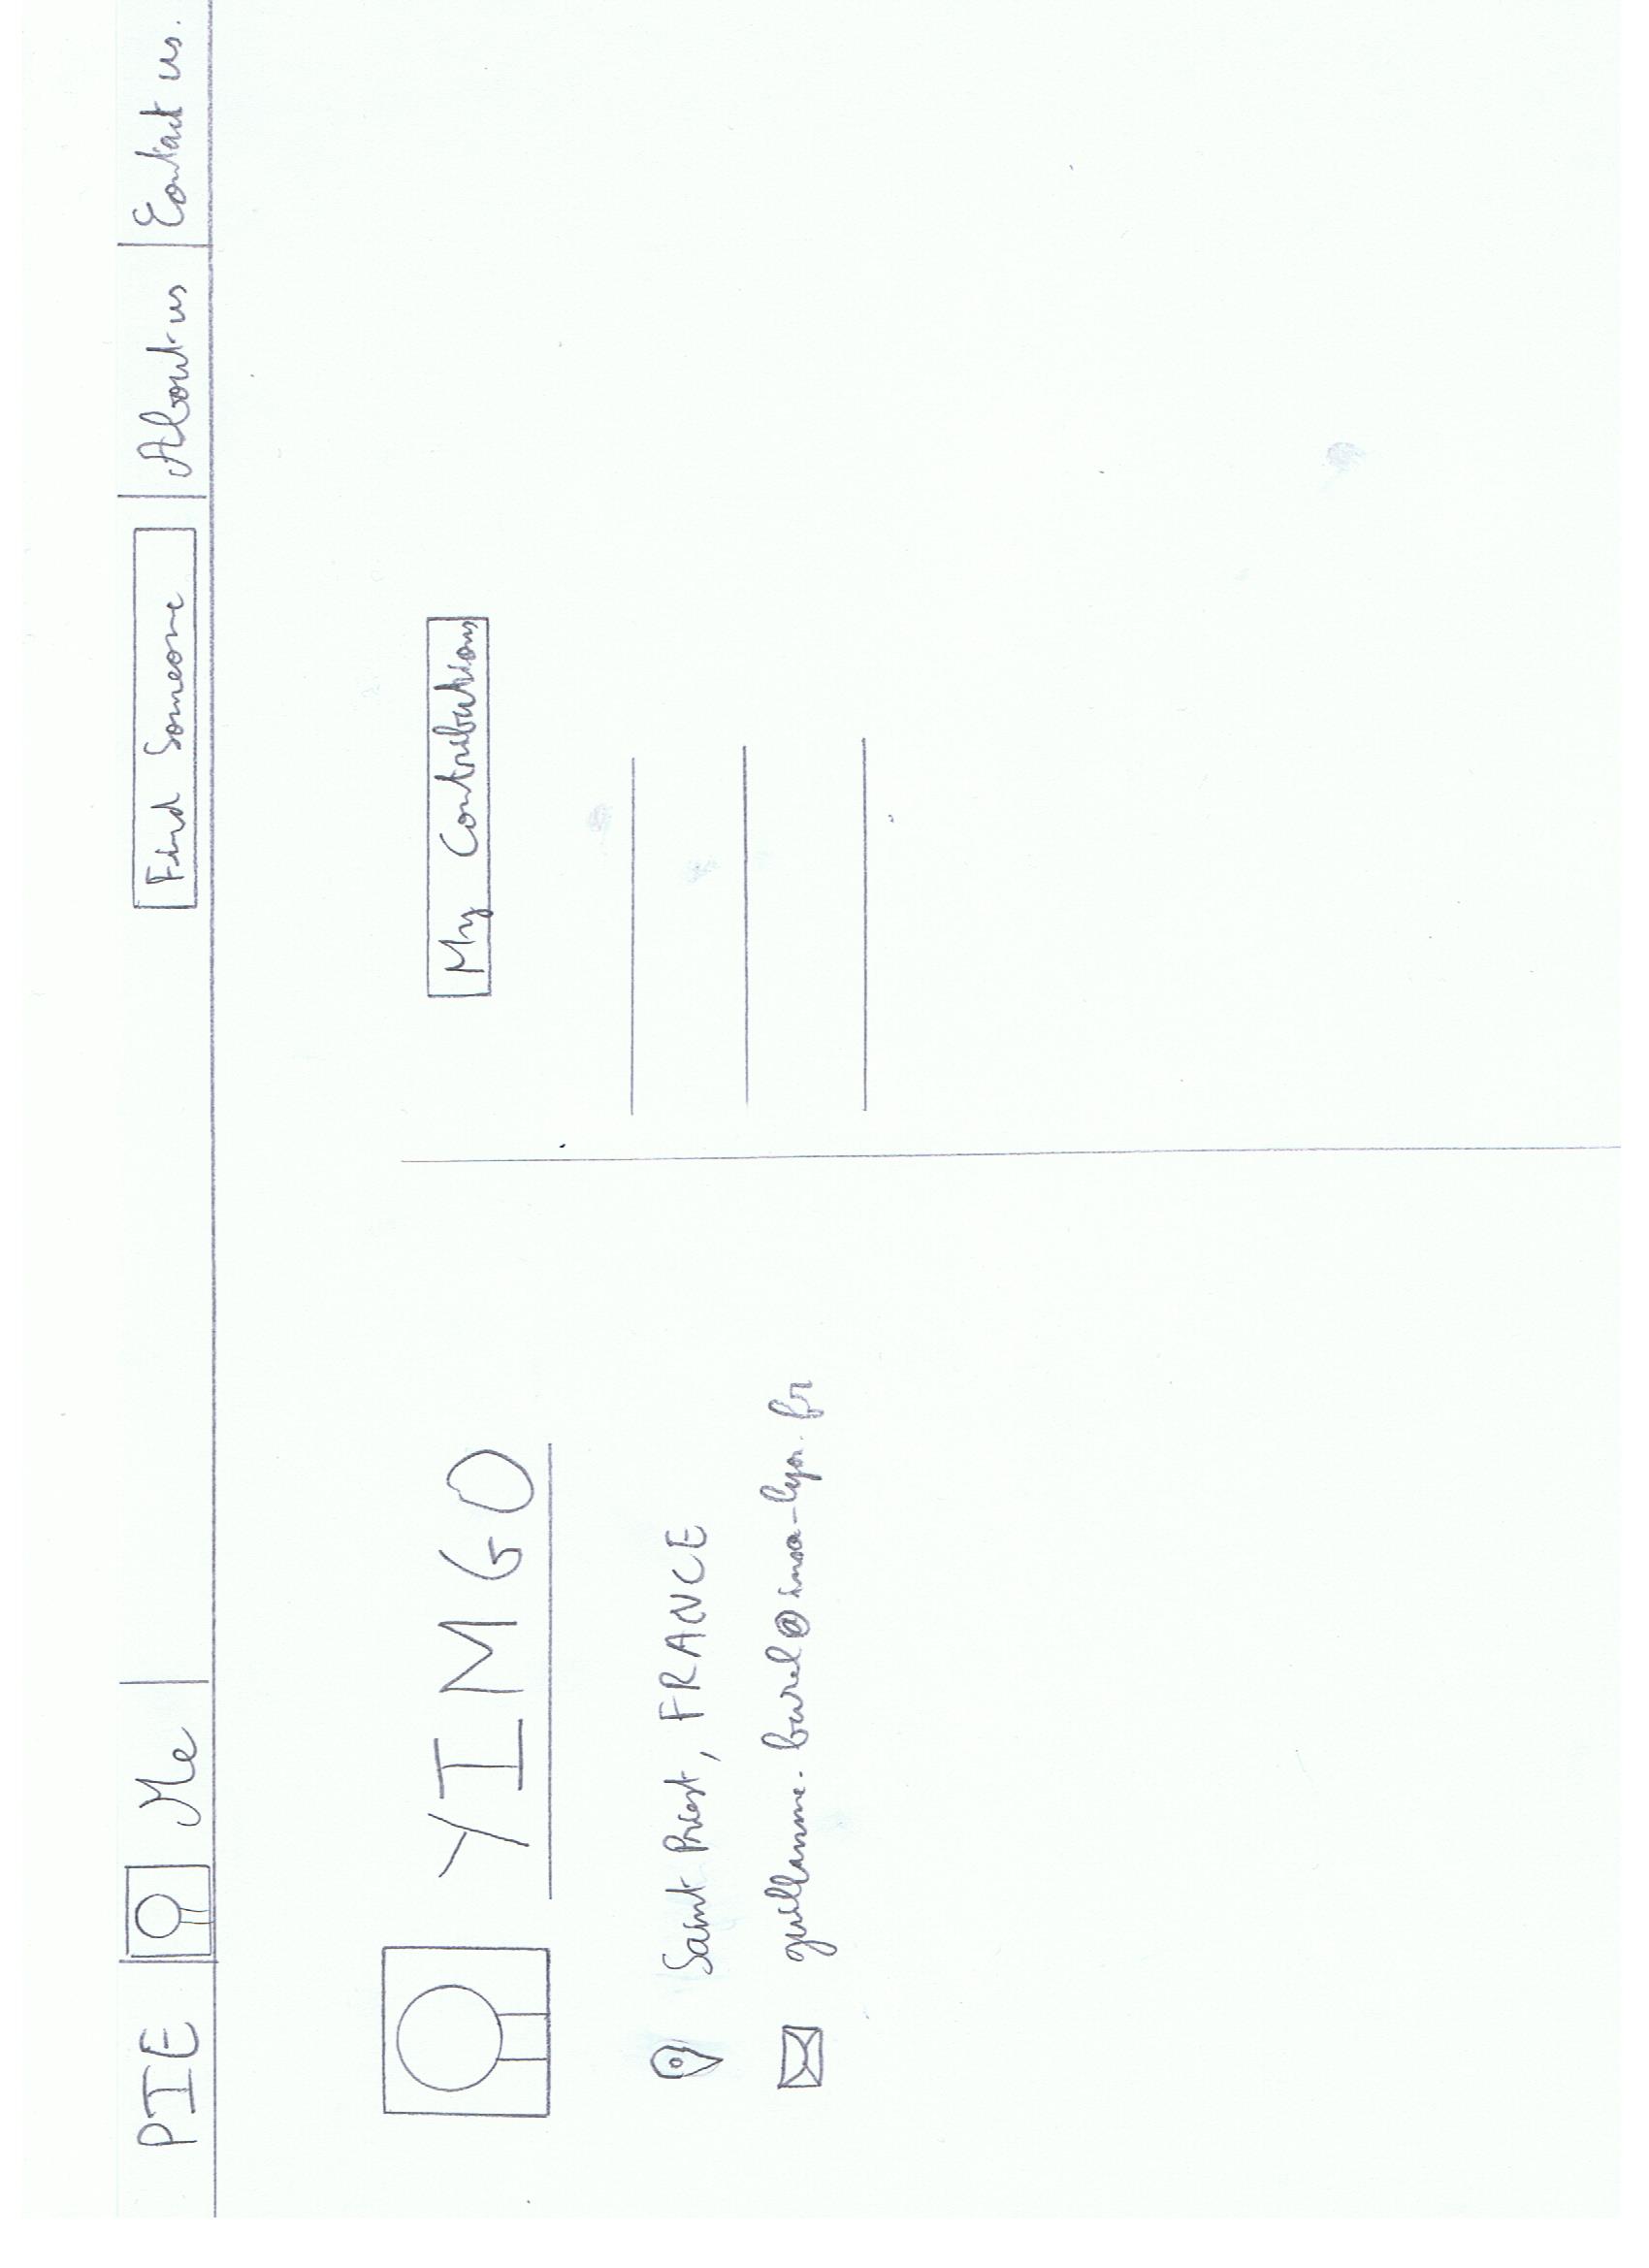 PIE Me Find Someone About us Contact us.
YIMGO
My Contributions
Saint Priest, FRANCE
guillaume.burel@insa-lyon.fr